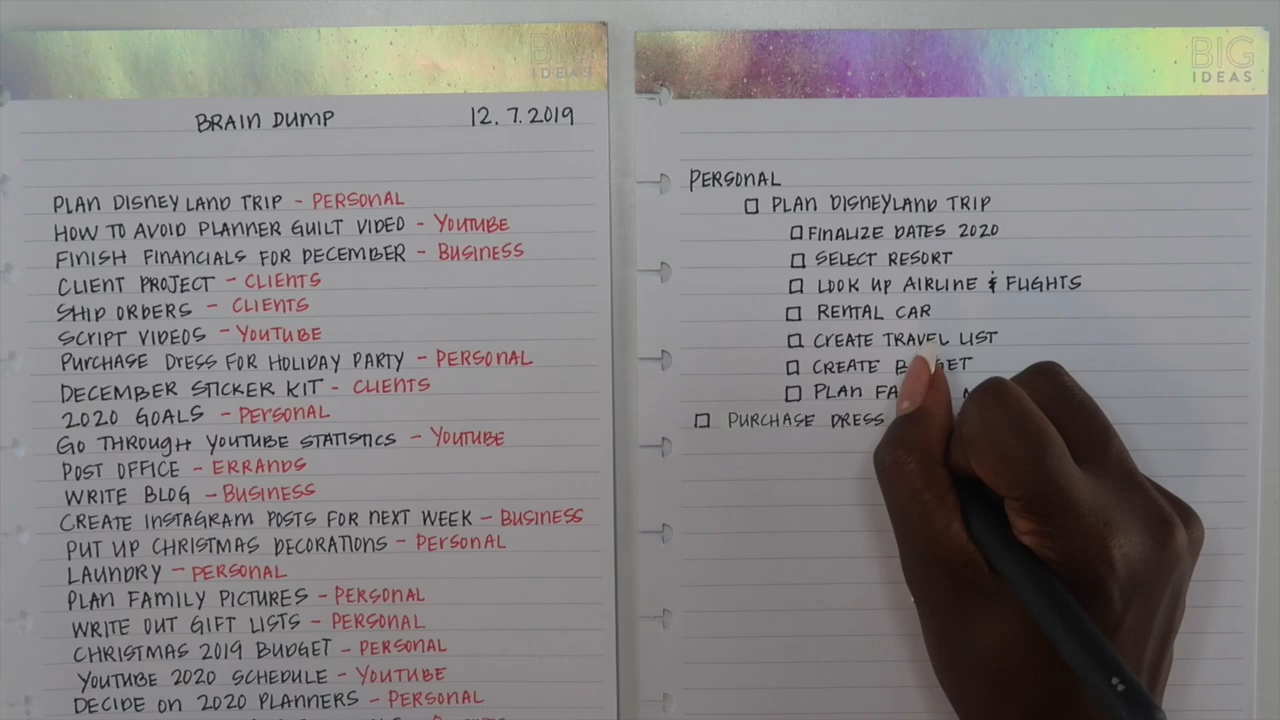 BIG
IDEAS
BRAIN DUMP 12.7.2019
PLAN DISNEYLAND TRIP - PERSONAL
HOW TO AVOID PLANNER GUILT VIDEO - YOUTUBE
FINISH FINANCIALS FOR DECEMBER - BUSINESS
CLIENT PROJECT - CLIENTS
SHIP ORDERS - CLIENTS
SCRIPT VIDEOS - YOUTUBE
PURCHASE DRESS FOR HOLIDAY PARTY - PERSONAL
DECEMBER STICKER KIT - CLIENTS
2020 GOALS - PERSONAL
GO THROUGH YOUTUBE STATISTICS - YOUTUBE
POST OFFICE - ERRANDS
WRITE BLOG - BUSINESS
CREATE INSTAGRAM POSTS FOR NEXT WEEK - BUSINESS
PUT UP CHRISTMAS DECORATIONS - PERSONAL
LAUNDRY - PERSONAL
PLAN FAMILY PICTURES - PERSONAL
WRITE OUT GIFT LISTS - PERSONAL
CHRISTMAS 2019 BUDGET - PERSONAL
YOUTUBE 2020 SCHEDULE - YOUTUBE
DECIDE ON 2020 PLANNERS - PERSONAL
BIG
IDEAS
PERSONAL
PLAN DISNEYLAND TRIP
FINALIZE DATES 2020
SELECT RESORT
LOOK UP AIRLINE & FLIGHTS
RENTAL CAR
CREATE TRAVEL LIST
CREATE BUDGET
PLAN
PURCHASE DRESS